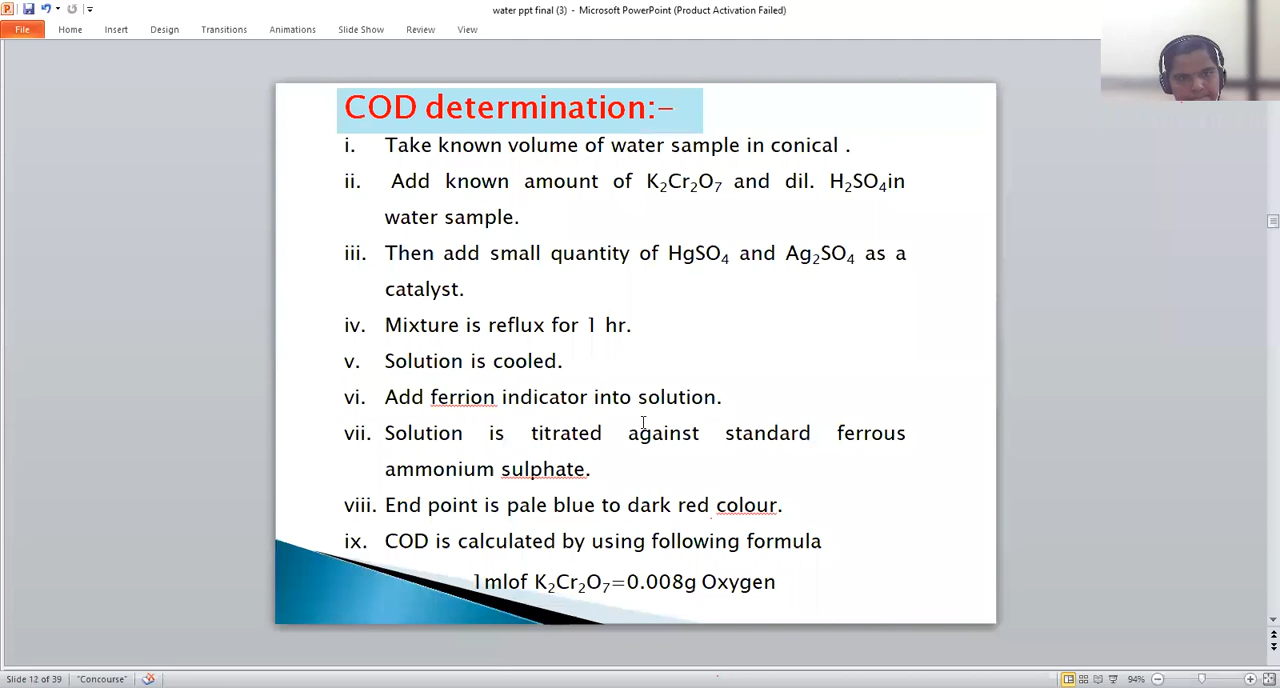 water ppt final (3) - Microsoft PowerPoint (Product Activation Failed)
File Home Insert Design Transitions Animations Slide Show Review View
COD determination:-
i. Take known volume of water sample in conical .
ii. Add known amount of K₂Cr₂O₇ and dil. H₂SO₄in
water sample.
iii. Then add small quantity of HgSO₄ and Ag₂SO₄ as a
catalyst.
iv. Mixture is reflux for 1 hr.
v. Solution is cooled.
vi. Add ferrion indicator into solution.
vii. Solution is titrated against standard ferrous
ammonium sulphate.
viii. End point is pale blue to dark red colour.
ix. COD is calculated by using following formula
1mlof K₂Cr₂O₇=0.008g Oxygen
Slide 12 of 39 "Concourse" 94%